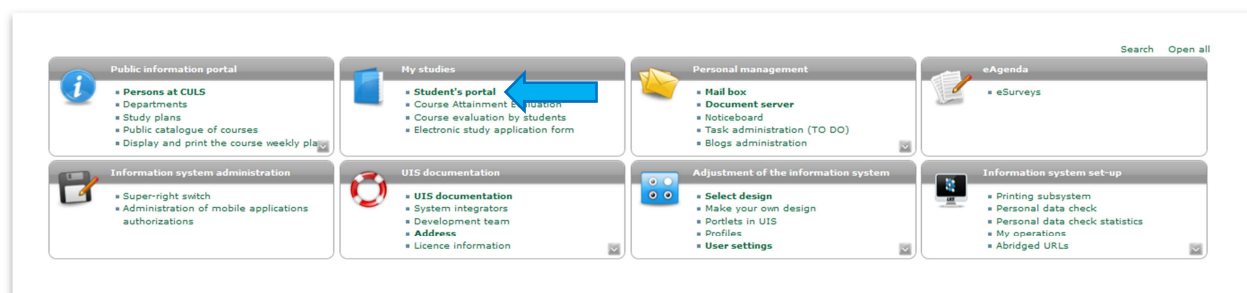 Search Open all
Public information portal
Persons at CULS
Departments
Study plans
Public catalogue of courses
Display and print the course weekly
My studies
Student's portal
Course Attainment
Course evaluation by students
Electronic study application form
Personal management
Mail box
Document server
Noticeboard
Task administration (TO DO)
Blogs administration
eAgenda
eSurveys
Information system administration
Super-right switch
Administration of mobile applications
authorizations
UIS documentation
UIS documentation
System integrators
Development team
Address
Licence information
Adjustment of the information system
Select design
Make your own design
Portlets in UIS
Profiles
User settings
Information system set-up
Printing subsystem
Personal data check
Personal data check statistics
My operations
Abridged URLs